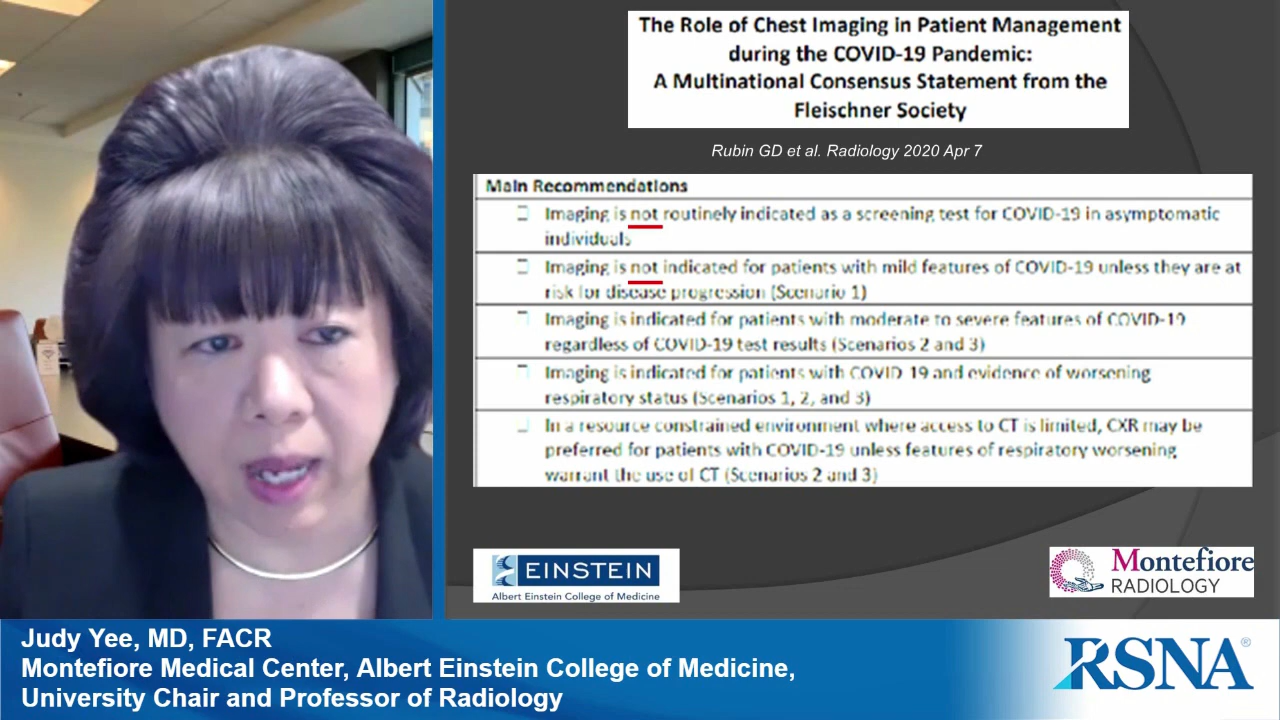 The Role of Chest Imaging in Patient Management
during the COVID-19 Pandemic:
A Multinational Consensus Statement from the
Fleischner Society
Rubin GD et al. Radiology 2020 Apr 7
Main Recommendations
Imaging is not routinely indicated as a screening test for COVID-19 in asymptomatic
individuals
Imaging is not indicated for patients with mild features of COVID-19 unless they are at
risk for disease progression (Scenario 1)
Imaging is indicated for patients with moderate to severe features of COVID-19
regardless of COVID-19 test results (Scenarios 2 and 3)
Imaging is indicated for patients with COVID 19 and evidence of worsening
respiratory status (Scenarios 1, 2, and 3)
In a resource constrained environment where access to CT is limited, CXR may be
preferred for patients with COVID-19 unless features of respiratory worsening
warrant the use of CT (Scenarios 2 and 3)
EINSTEIN
Albert Einstein College of Medicine
Montefiore
RADIOLOGY
Judy Yee, MD, FACR
Montefiore Medical Center, Albert Einstein College of Medicine,
University Chair and Professor of Radiology
RSNA®